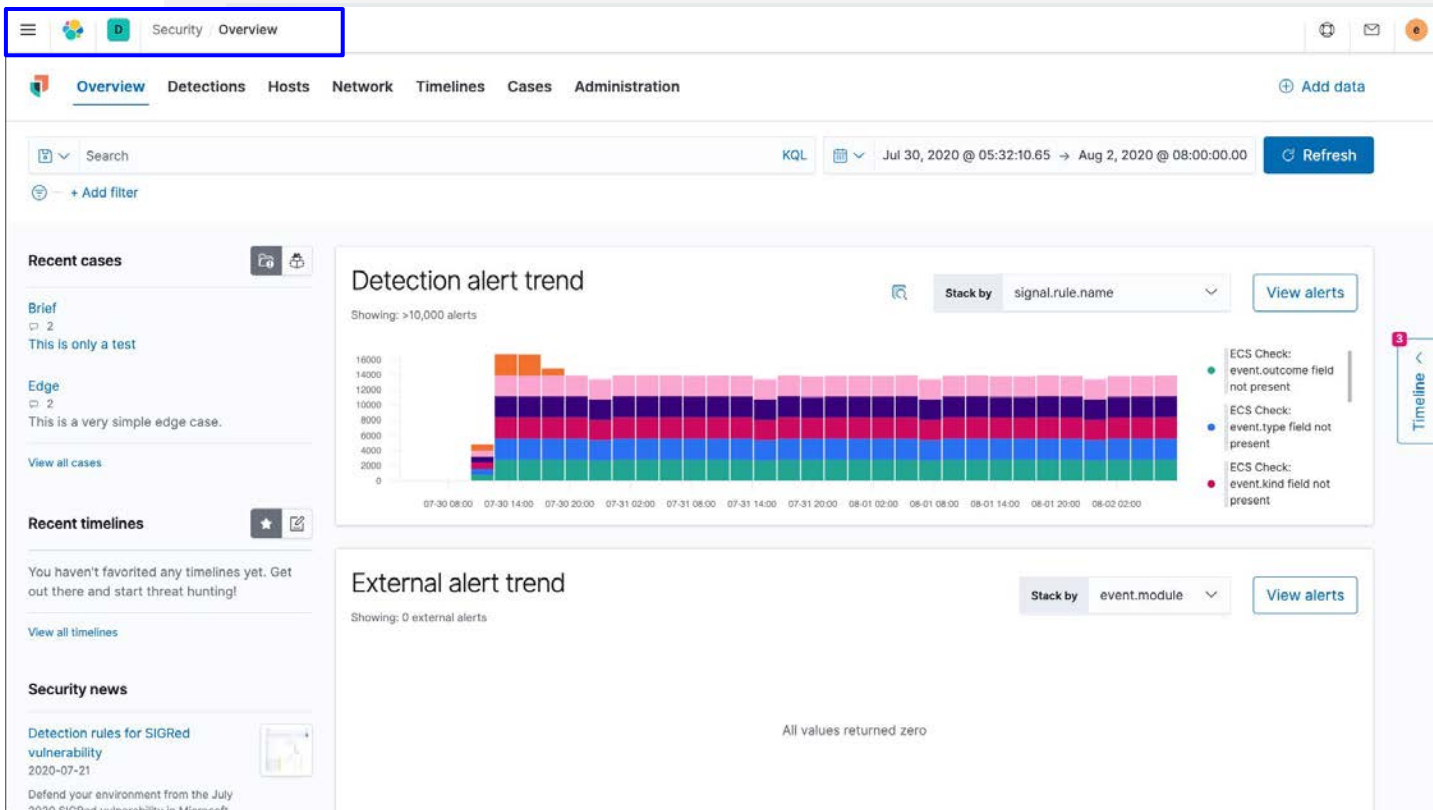 D Security / Overview
e
Overview Detections Hosts Network Timelines Cases Administration
Add data
Search KQL Jul 30, 2020 @ 05:32:10.65 → Aug 2, 2020 @ 08:00:00.00 Refresh
+ Add filter
Recent cases
Brief
2
This is only a test
Edge
2
This is a very simple edge case.
View all cases
Recent timelines
You haven't favorited any timelines yet. Get
out there and start threat hunting!
View all timelines
Security news
Detection rules for SIGRed
vulnerability
2020-07-21
Defend your environment from the July
2020 SIGRed vulnerability in Microsoft
Detection alert trend
Showing: >10,000 alerts
Stack by signal.rule.name
View alerts
16000
14000
12000
10000
8000
6000
4000
2000
0
07-30 08:00 07-30 14:00 07-30 20:00 07-31 02:00 07-31 08:00 07-31 14:00 07-31 20:00 08-01 02:00 08-01 08:00 08-01 14:00 08-01 20:00 08-02 02:00
ECS Check:
event.outcome field
not present
ECS Check:
event.type field not
present
ECS Check:
event.kind field not
present
External alert trend
Showing: 0 external alerts
Stack by event.module
View alerts
All values returned zero
3
Timeline